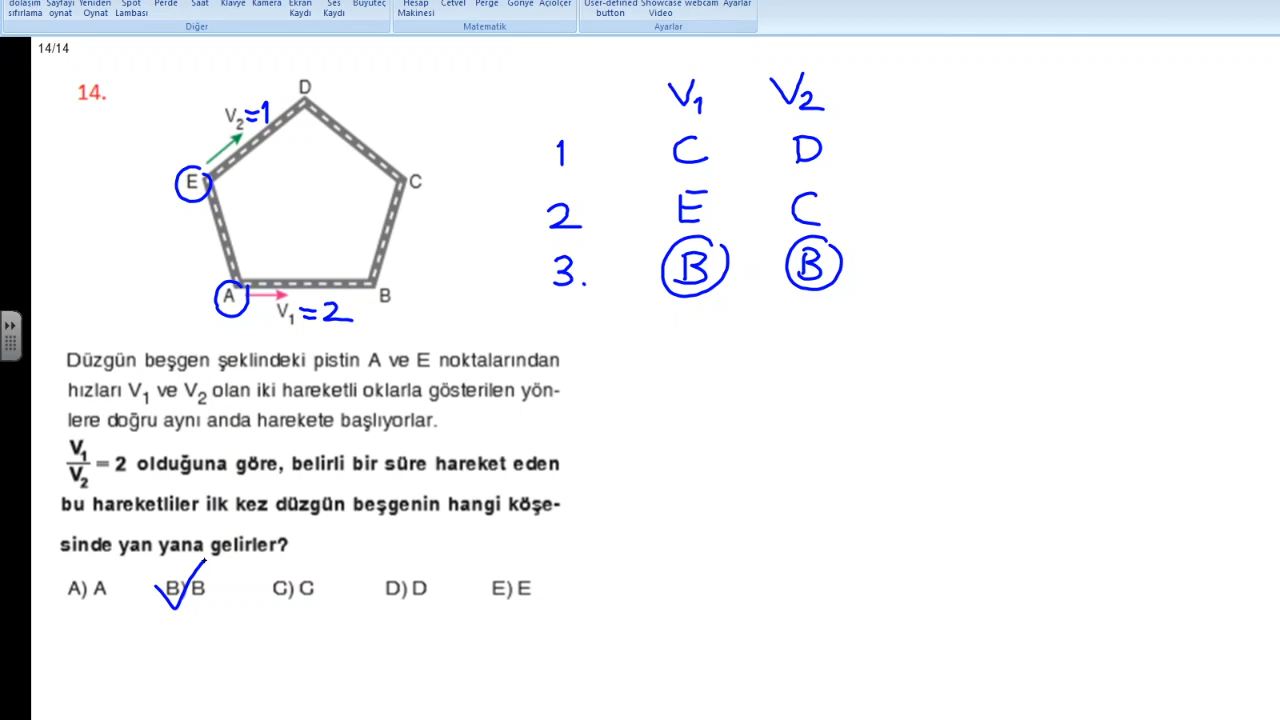 dolaşım Sayfayı Yeniden Spot Perde Saat Klavye Kamera Ekran Ses Büyüteç
sıfırlama oynat Oynat Lambası Kaydı Kaydı
Diğer
Hesap Cetvel Perge Gönye Açıölçer
Makinesi
Matematik
User-defined Showcase webcam Ayarlar
button Video
Ayarlar
14/14
14.
D
V2 =1
E
C
A
B
V1 =2
V1 V2
1 C D
2 E C
3. B B
Düzgün beşgen şeklindeki pistin A ve E noktalarından
hızları V1 ve V2 olan iki hareketli oklarla gösterilen yön-
lere doğru aynı anda harekete başlıyorlar.
V1
V2
= 2 olduğuna göre, belirli bir süre hareket eden
bu hareketliler ilk kez düzgün beşgenin hangi köşe-
sinde yan yana gelirler?
A) A B) B C) C D) D E) E